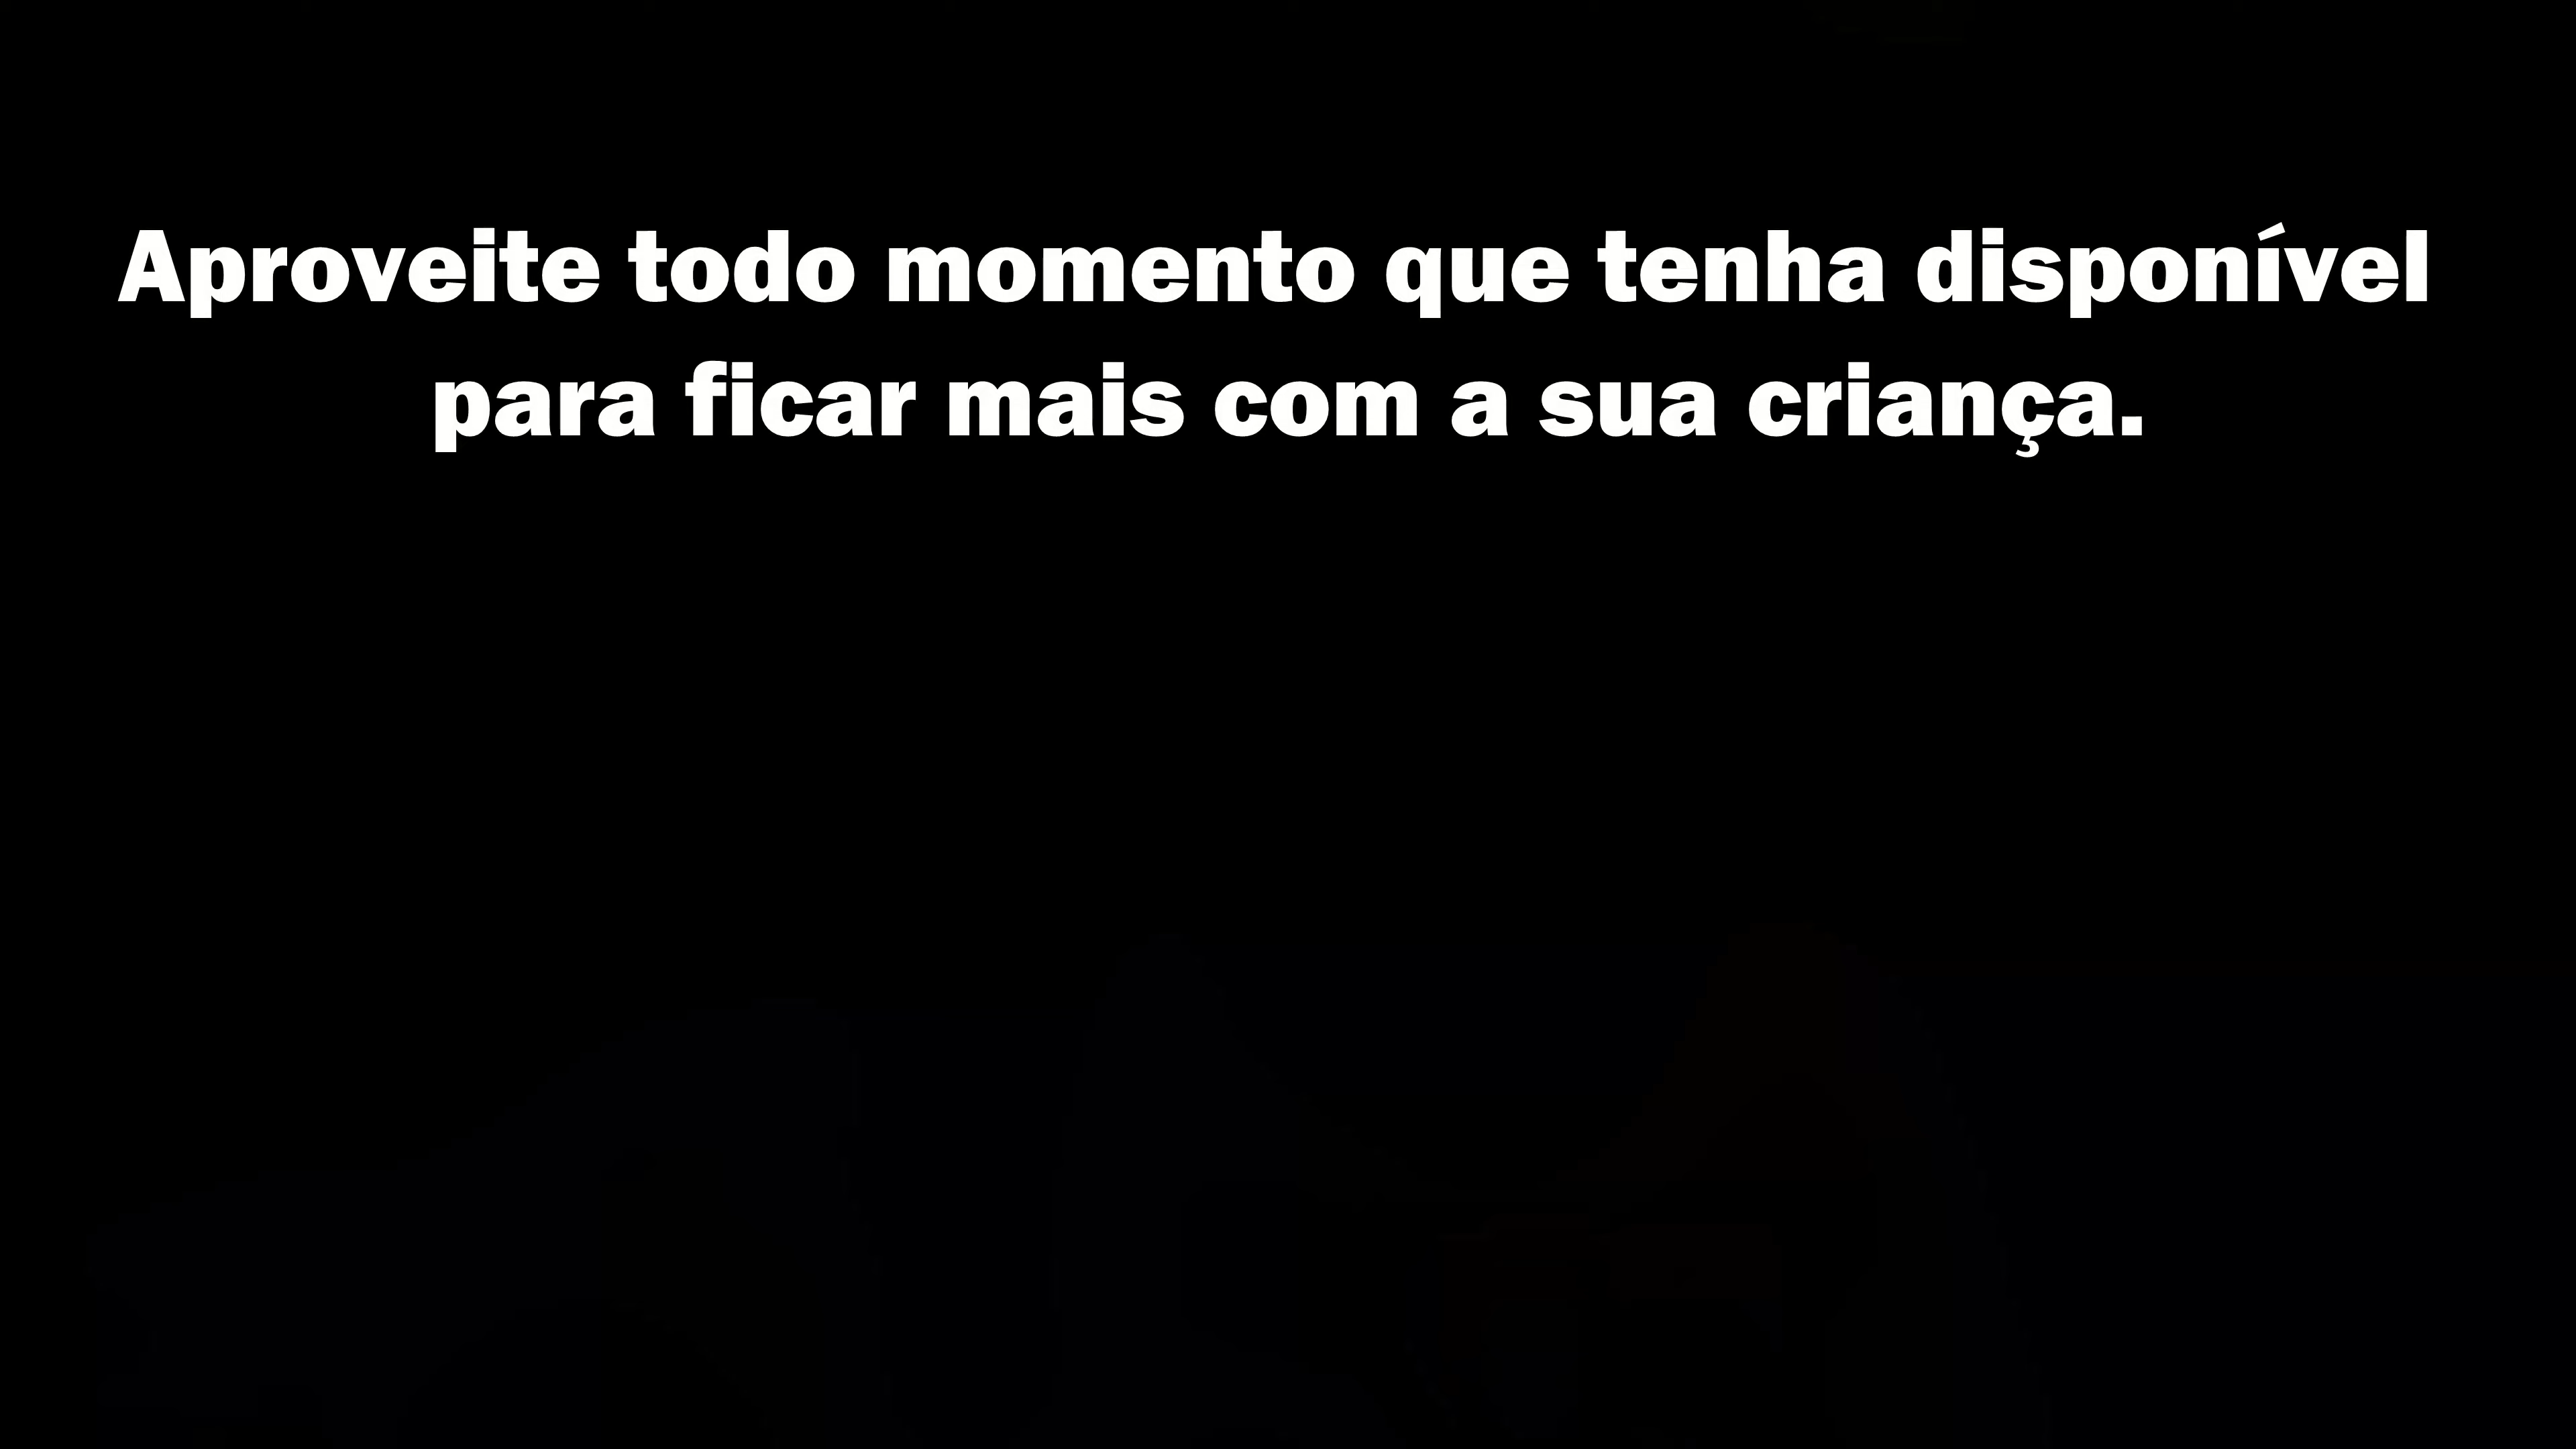 Aproveite todo momento que tenha disponível
para ficar mais com a sua criança.